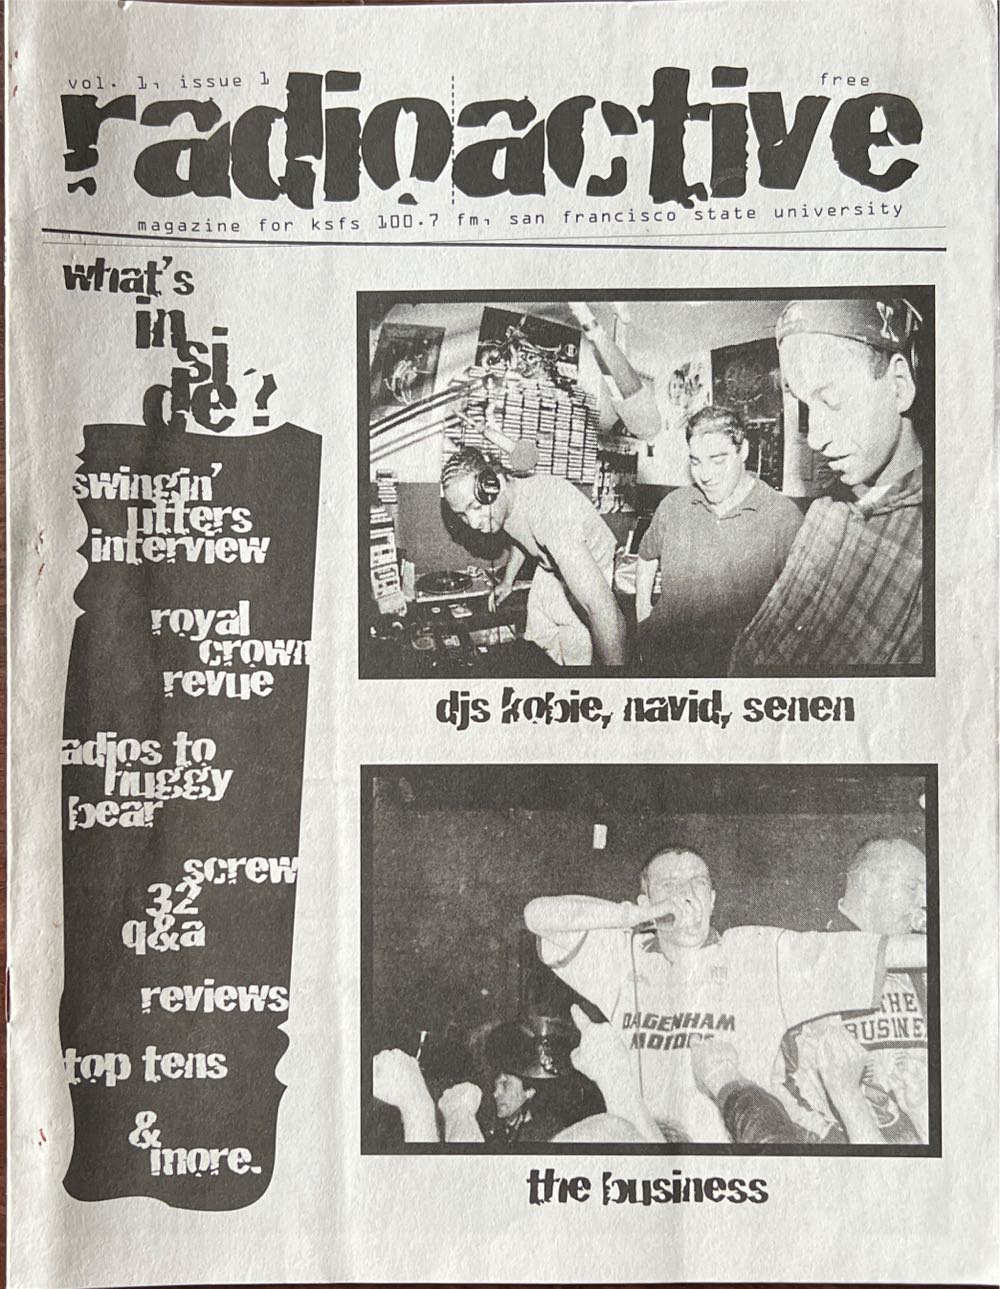 vol. 1, issue 1
free
radioactive
magazine for ksfs 100.7 fm, san francisco state university
what's
in
si
de?
swingin'
utters
interview
royal
crown
revue
adios to
huggy
bear
screw
32
q&a
reviews
top tens
&
more.
djs kobie, navid, senen
X
DAGENHAM
MOTORS
THE
BUSINE
the business